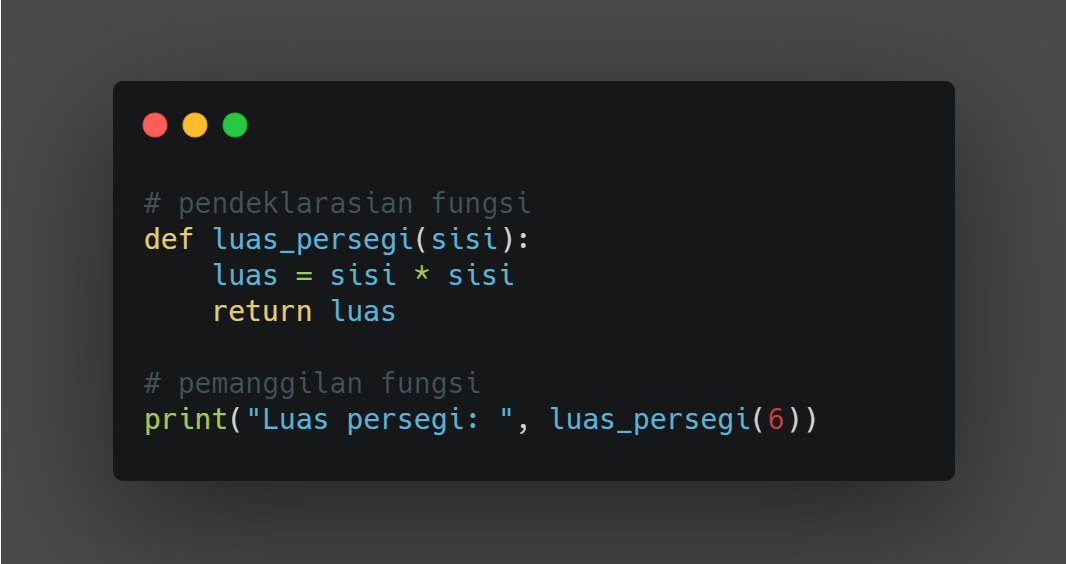 # pendeklarasian fungsi
def luas_persegi(sisi):
    luas = sisi * sisi
    return luas

# pemanggilan fungsi
print("Luas persegi: ", luas_persegi(6))